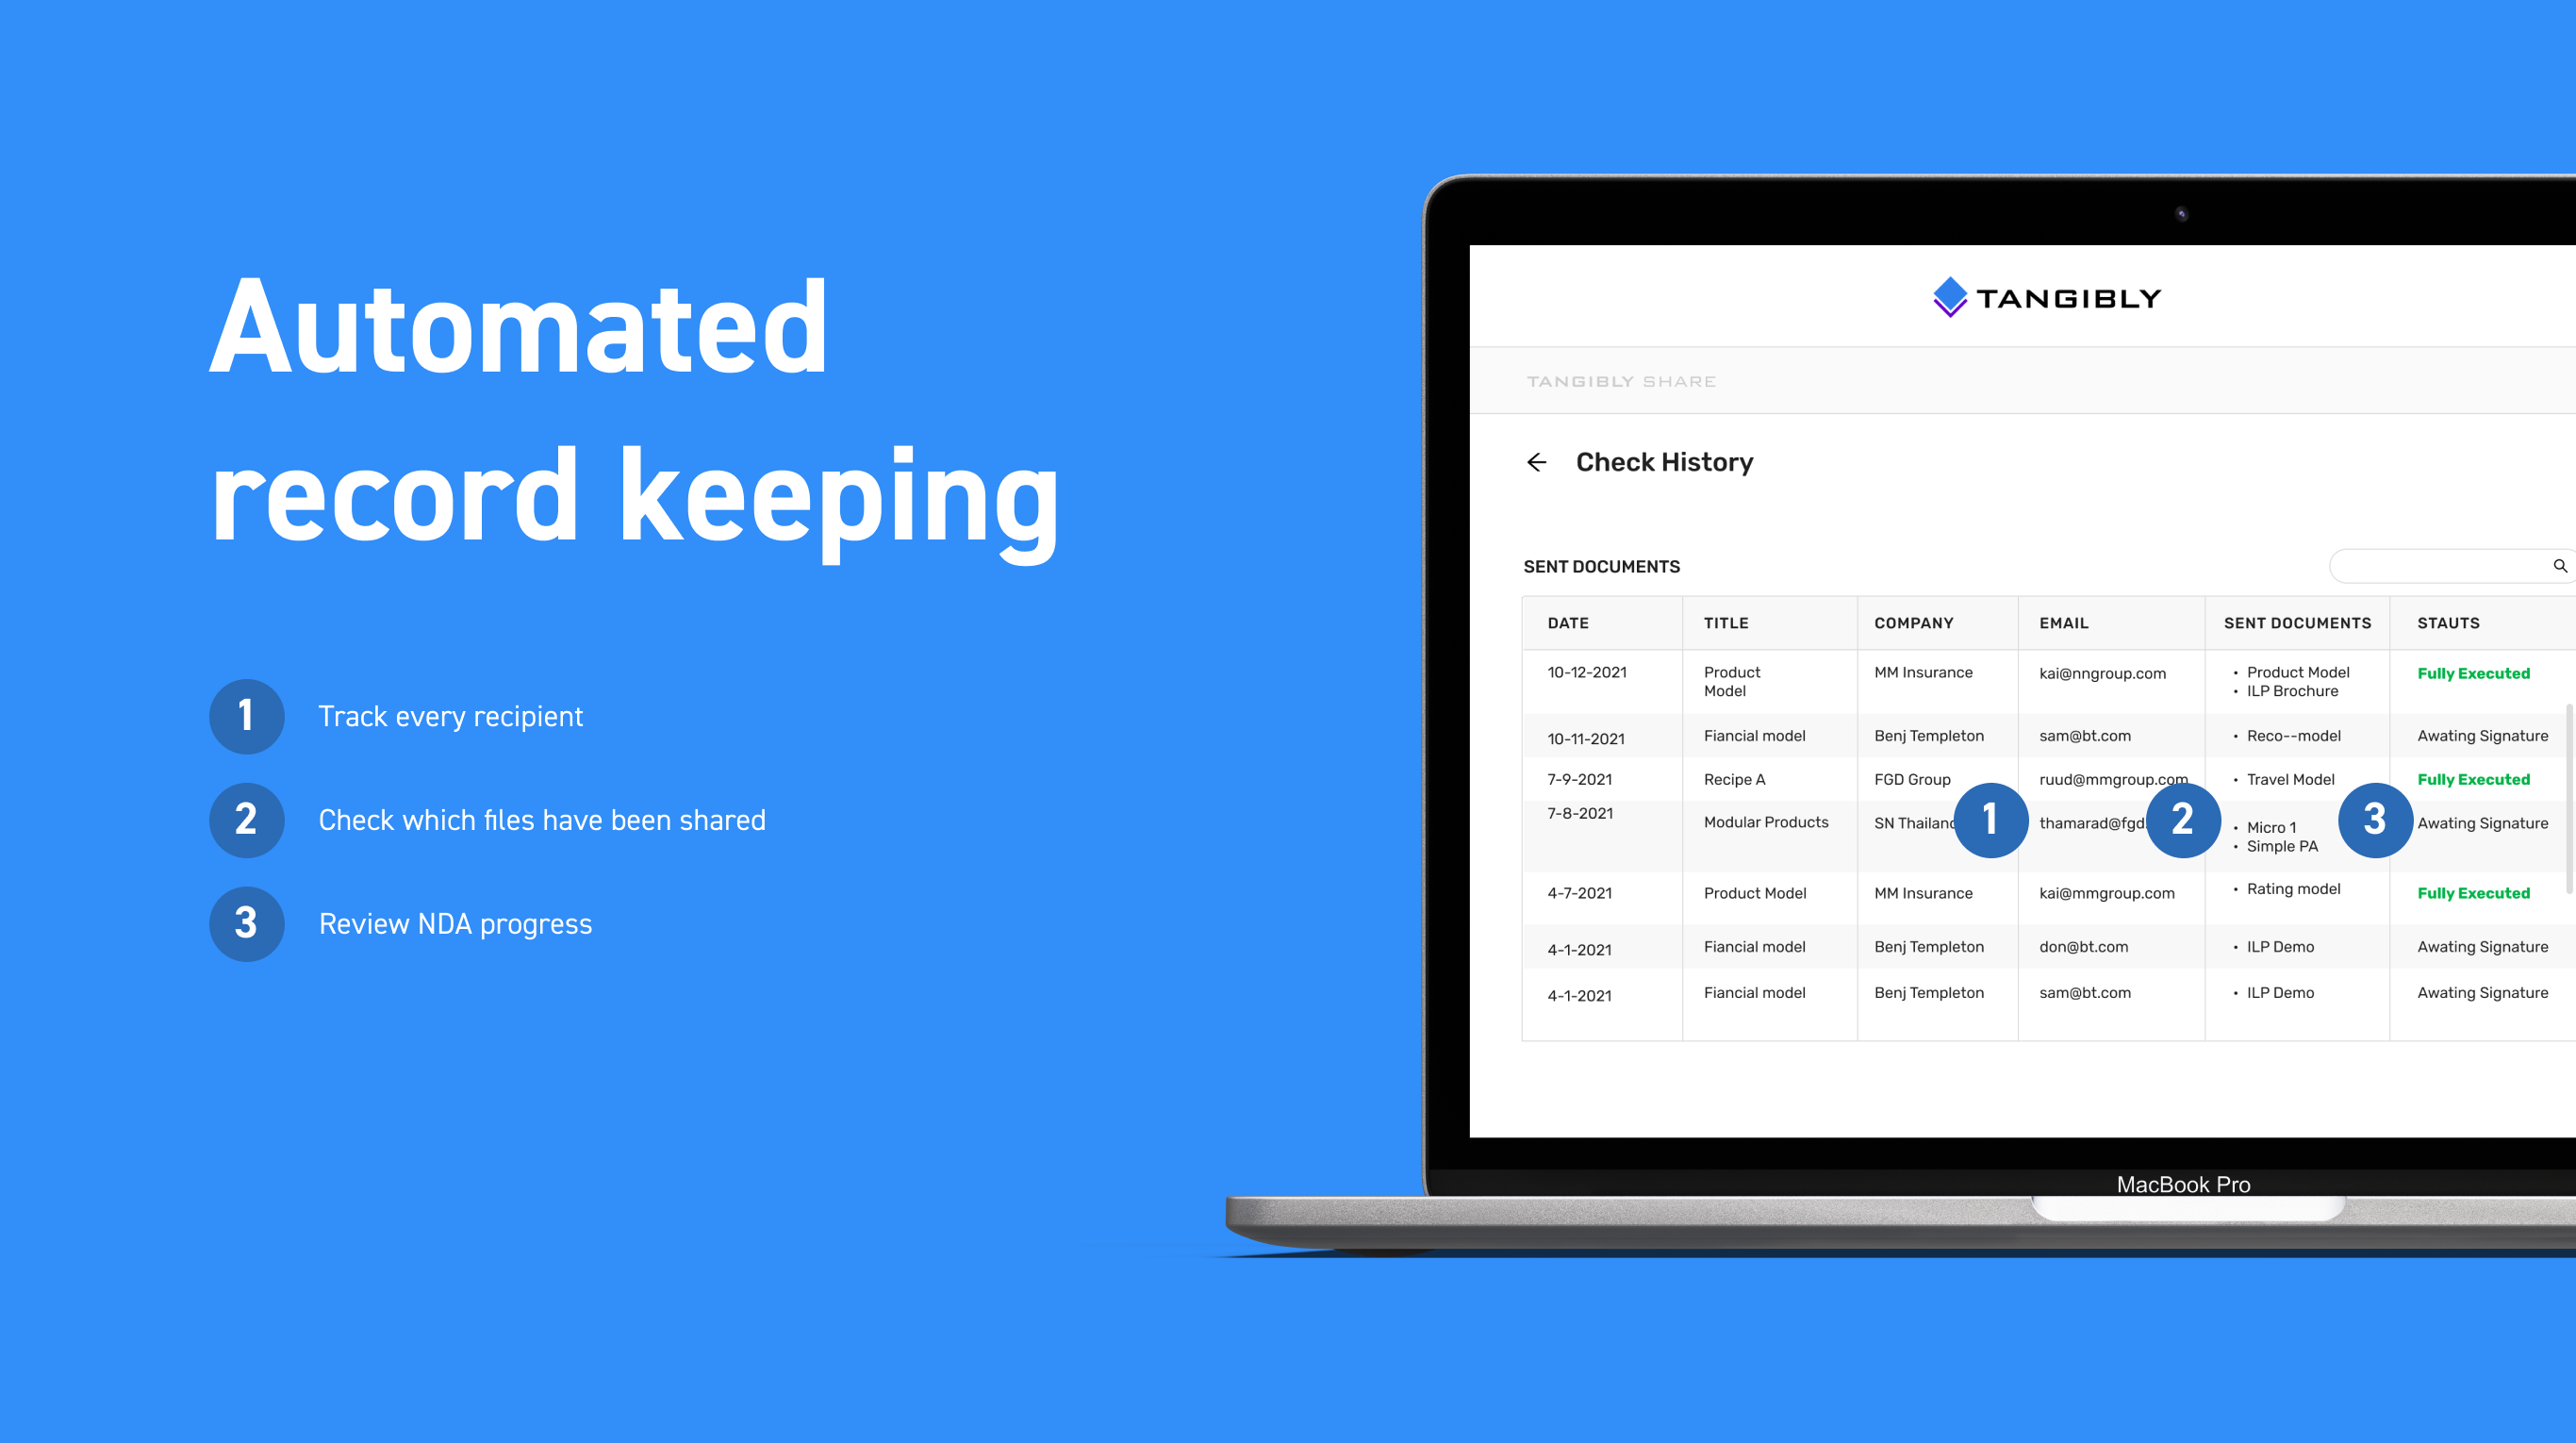 Automated
record keeping
1 Track every recipient
2 Check which files have been shared
3 Review NDA progress
TANGIBLY
TANGIBLY SHARE
← Check History
SENT DOCUMENTS
DATE TITLE COMPANY EMAIL SENT DOCUMENTS STAUTS
10-12-2021 Product MM Insurance kai@nngroup.com • Product Model Fully Executed
Model • ILP Brochure
10-11-2021 Fiancial model Benj Templeton sam@bt.com • Reco--model Awating Signature
7-9-2021 Recipe A FGD Group ruud@mmgroup.com • Travel Model Fully Executed
7-8-2021 Modular Products SN Thailand 1 thamarad@fgd. 2 • Micro 1 3 Awating Signature
• Simple PA
4-7-2021 Product Model MM Insurance kai@mmgroup.com • Rating model Fully Executed
4-1-2021 Fiancial model Benj Templeton don@bt.com • ILP Demo Awating Signature
4-1-2021 Fiancial model Benj Templeton sam@bt.com • ILP Demo Awating Signature
MacBook Pro